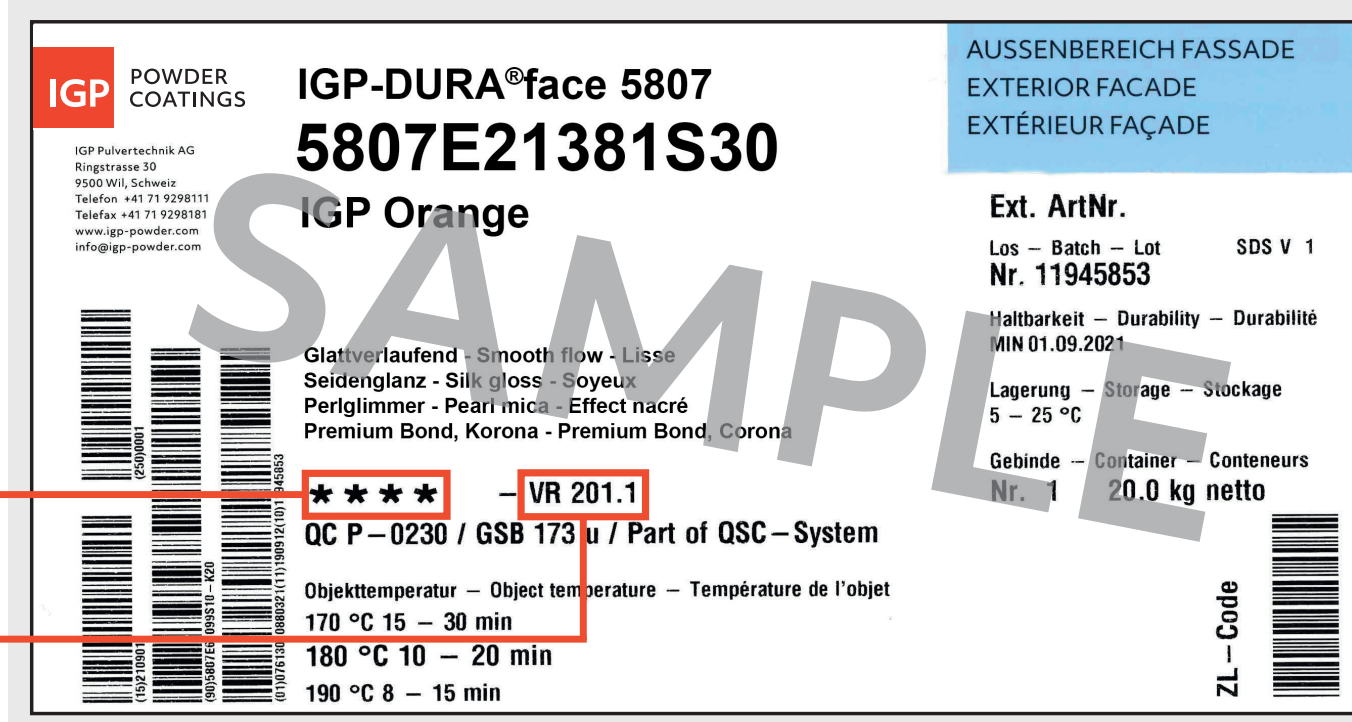 IGP POWDER COATINGS
IGP Pulvertechnik AG
Ringstrasse 30
9500 Wil, Schweiz
Telefon +41 71 9298111
Telefax +41 71 9298181
www.igp-powder.com
info@igp-powder.com
IGP-DURA®face 5807
5807E21381S30
IGP Orange
AUSSENBEREICH FASSADE
EXTERIOR FACADE
EXTÉRIEUR FAÇADE
Ext. ArtNr.
Los – Batch – Lot SDS V 1
Nr. 11945853
Haltbarkeit – Durability – Durabilité
MIN 01.09.2021
Lagerung – Storage – Stockage
5 – 25 °C
Gebinde – Container – Conteneurs
Nr. 1 20.0 kg netto
SAMPLE
Glattverlaufend - Smooth flow - Lisse
Seidenglanz - Silk gloss - Soyeux
Perlglimmer - Pearl mica - Effect nacré
Premium Bond, Korona - Premium Bond, Corona
**** – VR 201.1
QC P–0230 / GSB 173 u / Part of QSC–System
Objekttemperatur – Object temperature – Température de l'objet
170 °C 15 – 30 min
180 °C 10 – 20 min
190 °C 8 – 15 min
(250)0001
(15)210901
ZL–Code